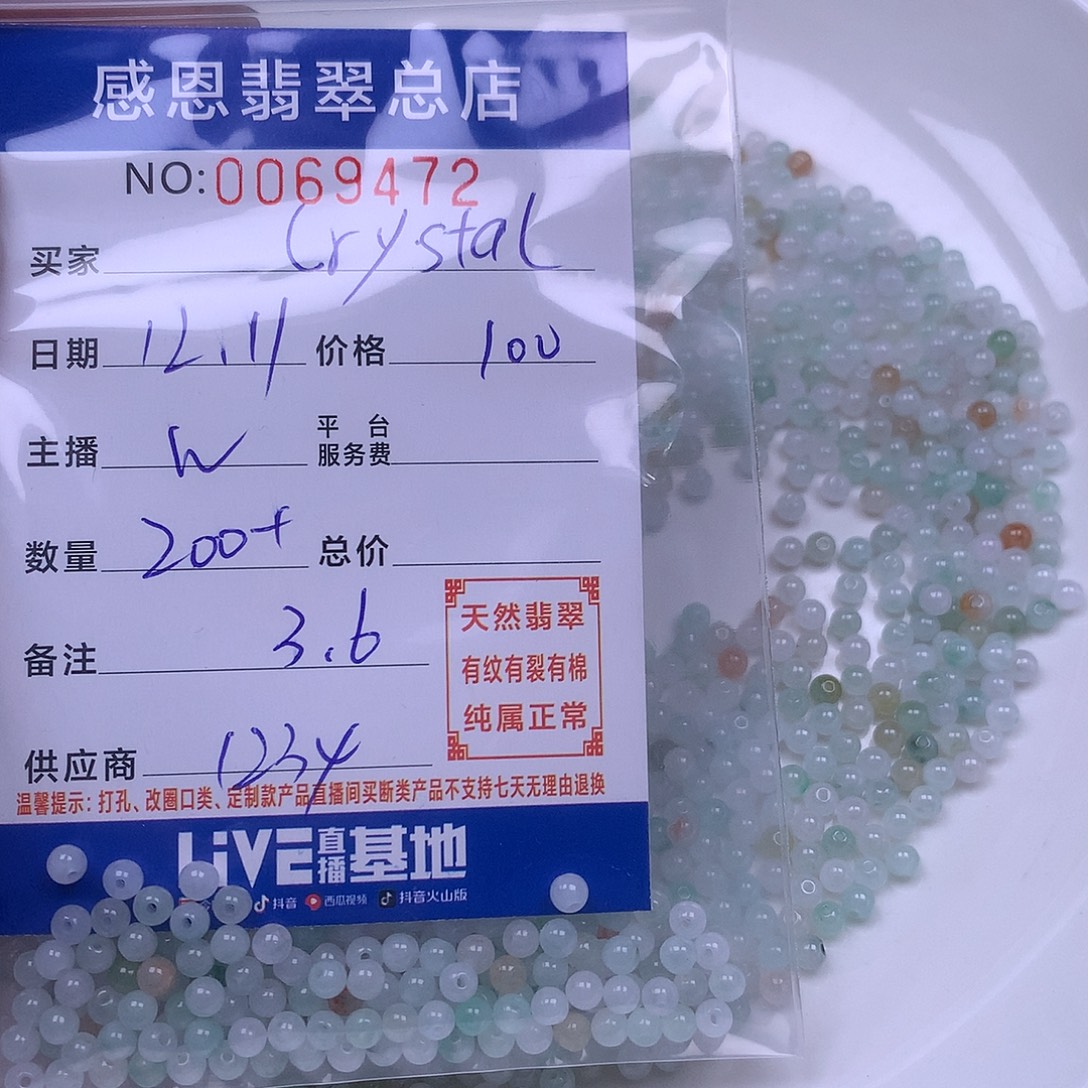 感恩翡翠总店
NO:0069472
买家 Crystal
日期 12.11 价格 100
主播 W 平台服务费
数量 200+ 总价
备注 3.6
天然翡翠
有纹有裂有棉
纯属正常
供应商 1234
温馨提示：打孔、改圈口类、定制款产品直播间买断类产品不支持七天无理由退换
LiVE直播基地
抖音 西瓜视频 抖音火山版